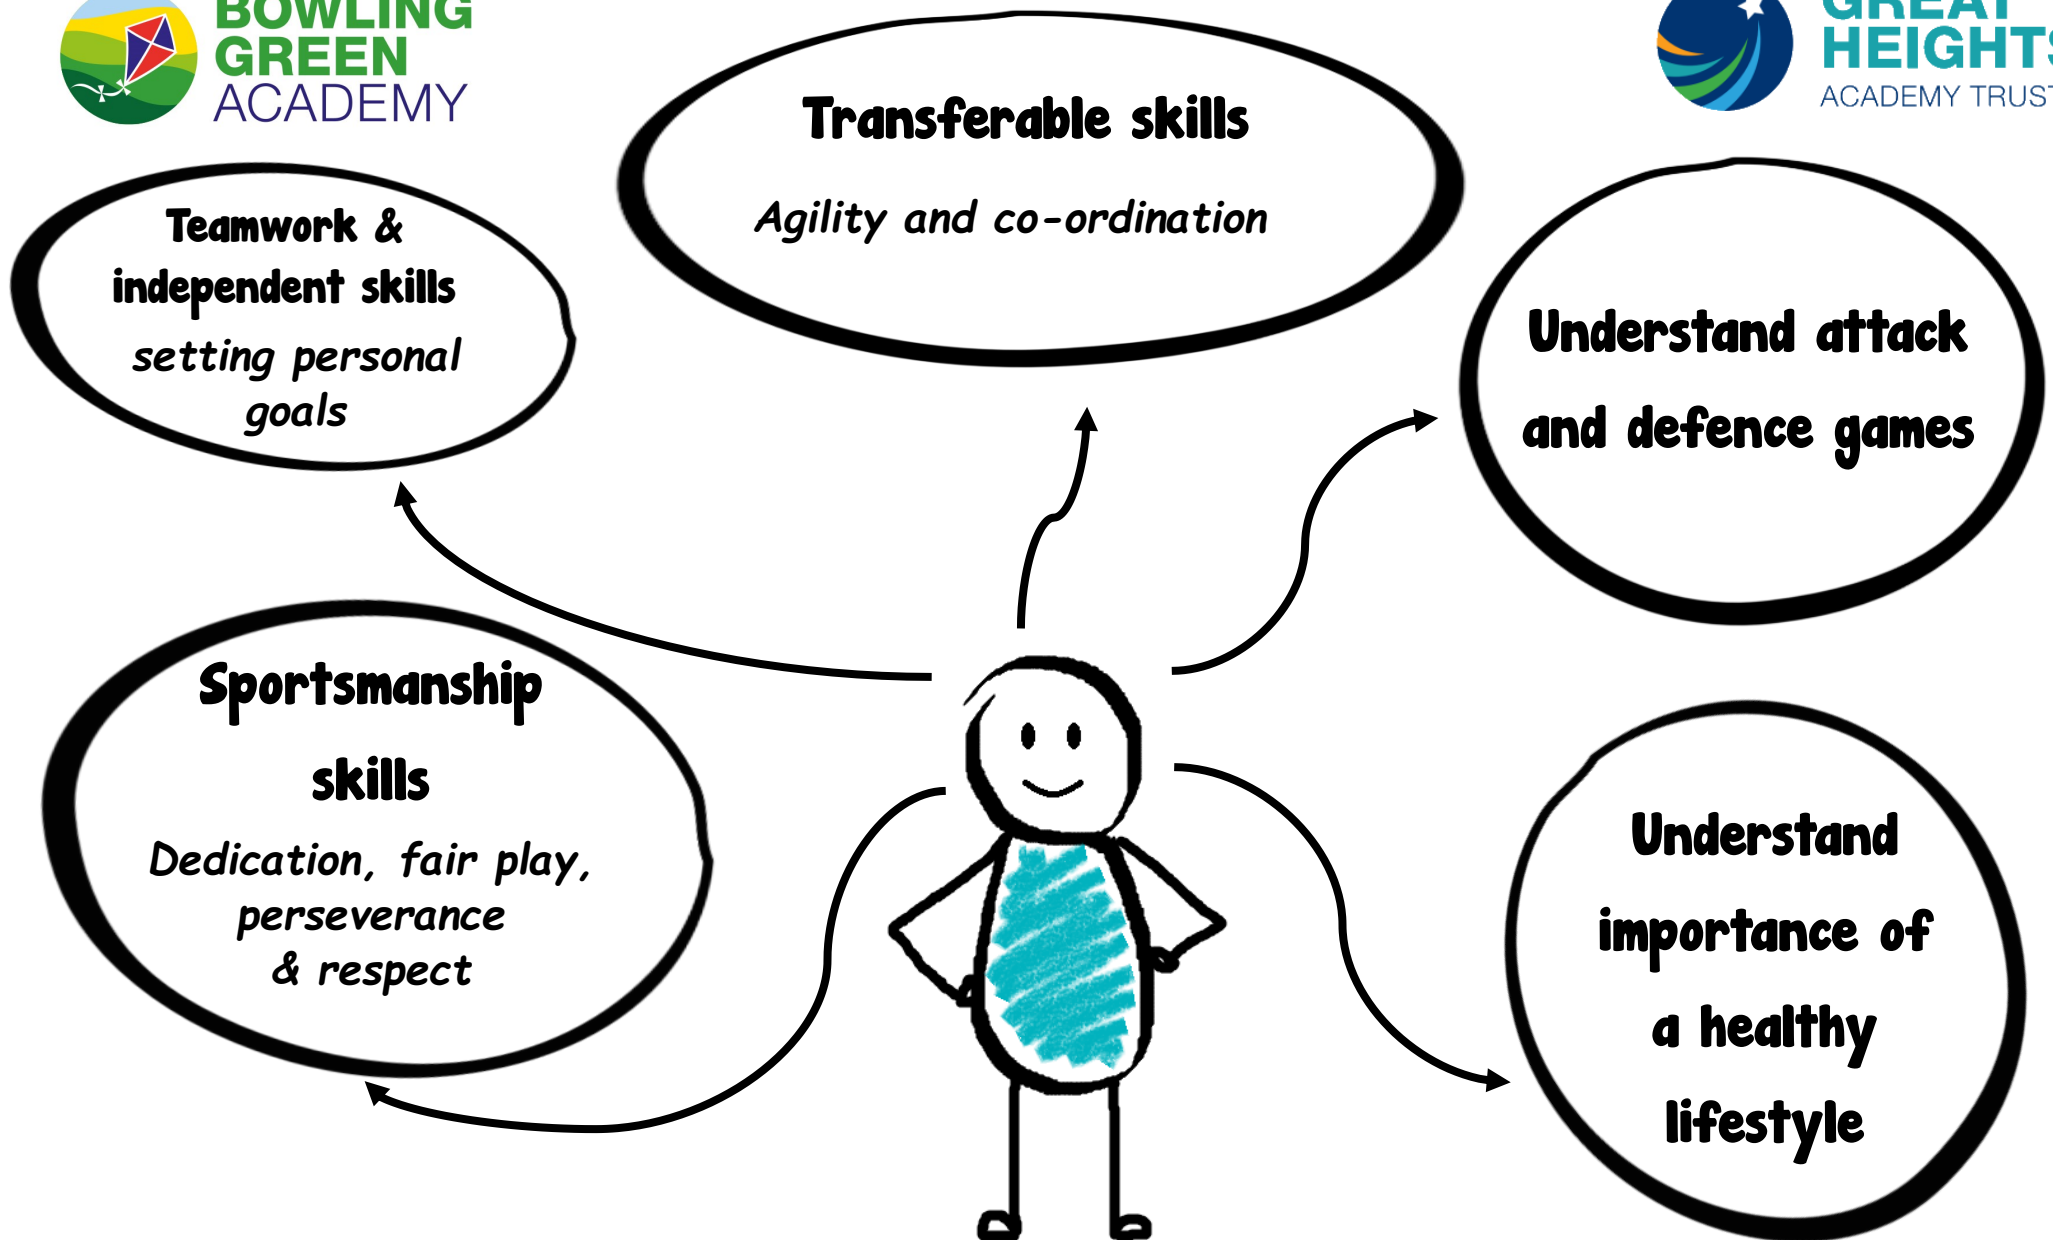 BOWLING
GREEN
ACADEMY
GREAT
HEIGHTS
ACADEMY TRUST
Transferable skills
Agility and co-ordination
Teamwork &
independent skills
setting personal
goals
Understand attack
and defence games
Sportsmanship
skills
Dedication, fair play,
perseverance
& respect
Understand
importance of
a healthy
lifestyle